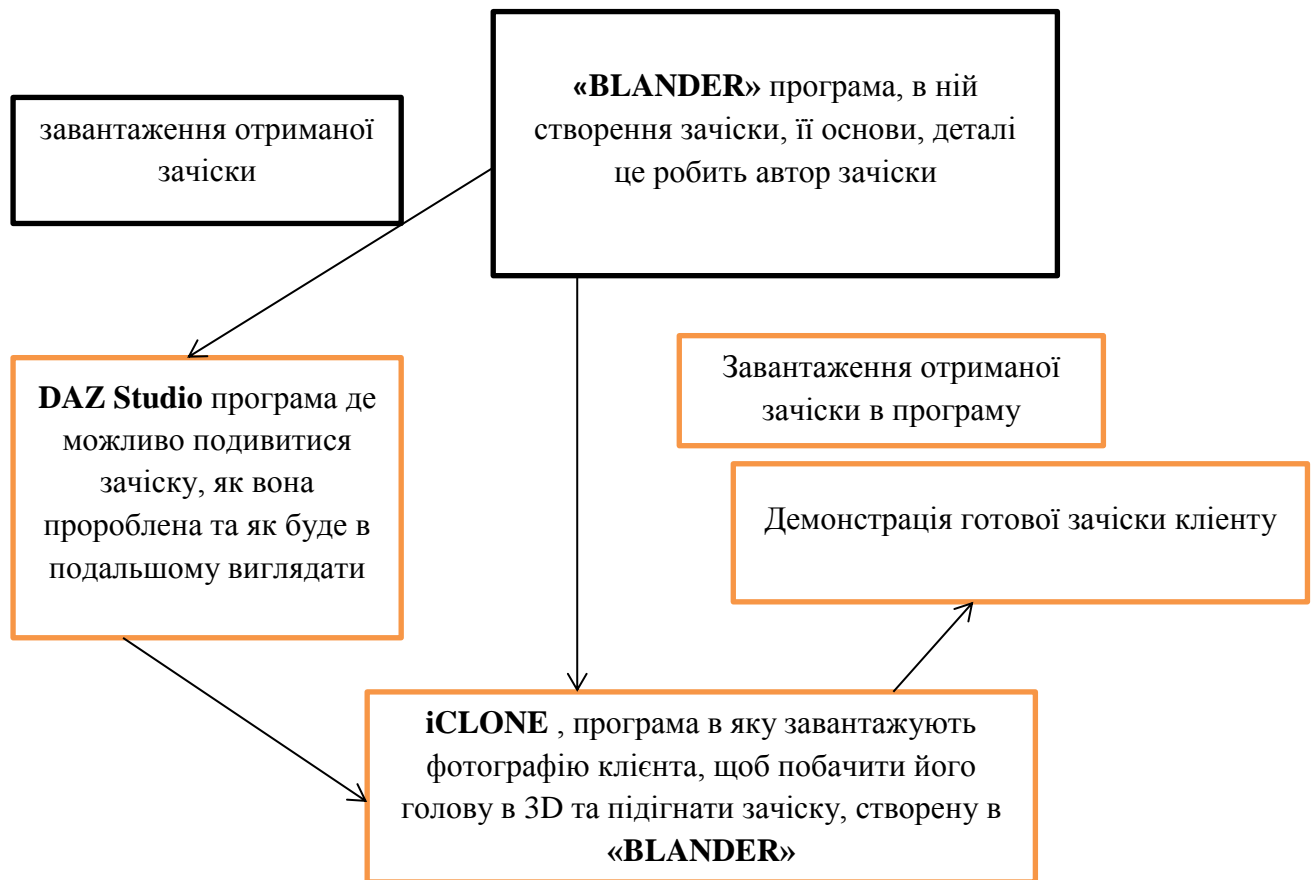 «BLANDER» програма, в ній
створення зачіски, її основи, деталі
це робить автор зачіски
завантаження отриманої
зачіски
DAZ Studio програма де
можливо подивитися
зачіску, як вона
пророблена та як буде в
подальшому виглядати
Завантаження отриманої
зачіски в програму
Демонстрація готової зачіски клієнту
iCLONE , програма в яку завантажують
фотографію клієнта, щоб побачити його
голову в 3D та підігнати зачіску, створену в
«BLANDER»